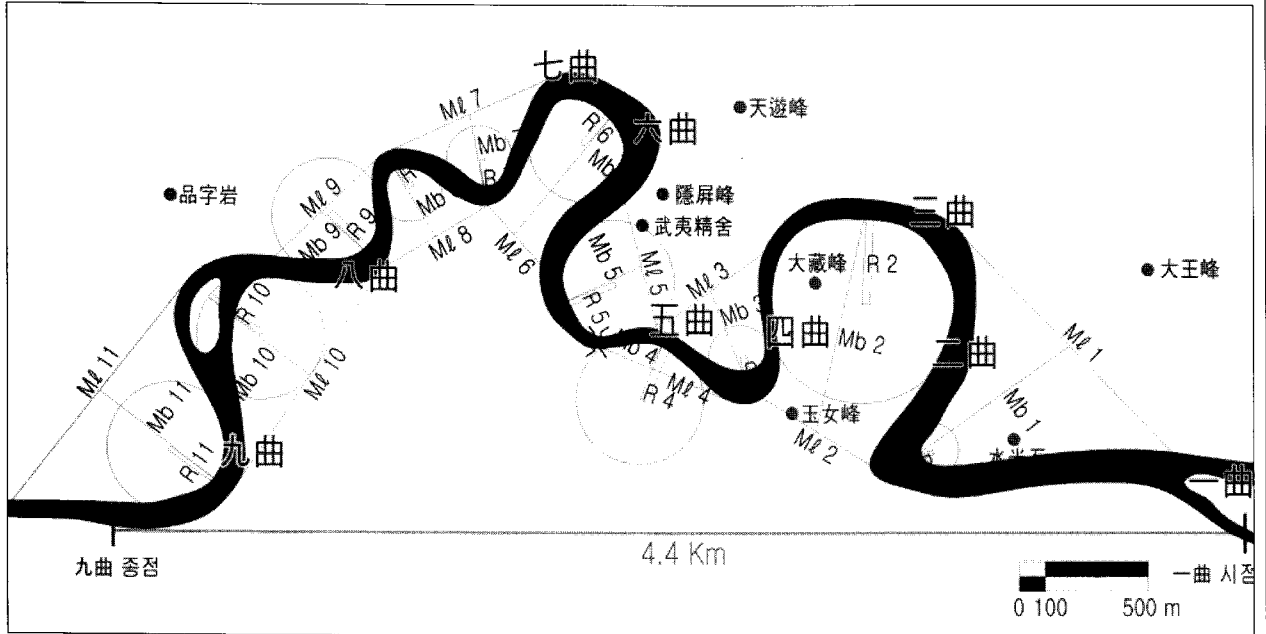 七曲
Mℓ 7
天遊峰
R 6
六曲
Mb
Mb
R
品字岩
Mℓ 9
R
Mb
隱屛峰
武夷精舍
三曲
Mb 9
R 9
Mℓ 8
Mℓ 6
Mb 5
Mℓ 5
Mℓ 3
大藏峰
R 2
大王峰
八曲
R 10
R 5
五曲
Mb 3
四曲
Mb 2
二曲
Mℓ 1
Mℓ 11
Mb 10
Mℓ 10
Mb 4
R 4
Mℓ 4
Mb 11
玉女峰
Mb 1
Mℓ 2
九曲
R 11
一曲
4.4 Km
九曲 종점
一曲 시점
0 100 500 m